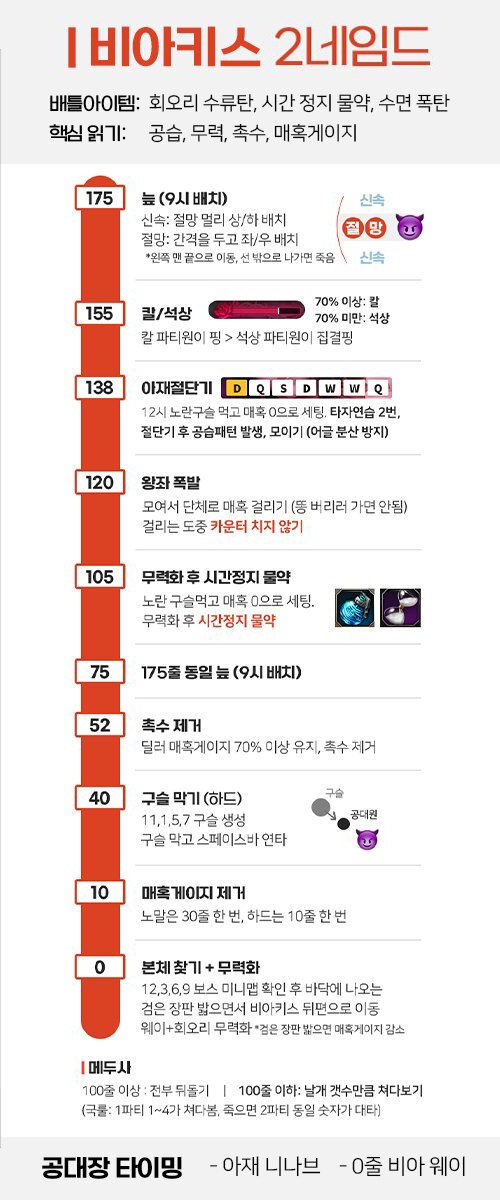 비아키스 2네임드
배틀아이템: 회오리 수류탄, 시간 정지 물약, 수면 폭탄
핵심 읽기: 공습, 무력, 촉수, 매혹게이지
175
늪 (9시 배치)
신속: 절망 멀리 상/하 배치
절망: 간격을 두고 좌/우 배치
*왼쪽 맨 끝으로 이동, 선 밖으로 나가면 죽음
신속
절망
신속
155
칼/석상
70% 이상: 칼
70% 미만: 석상
칼 파티원이 핑 > 석상 파티원이 집결핑
138
아재절단기
D Q S D W W Q
12시 노란구슬 먹고 매혹 0으로 세팅. 타자연습 2번,
절단기 후 공습패턴 발생, 모이기 (어글 분산 방지)
120
왕좌 폭발
모여서 단체로 매혹 걸리기 (똥 버리러 가면 안됨)
걸리는 도중 카운터 치지 않기
105
무력화 후 시간정지 물약
노란 구슬먹고 매혹 0으로 세팅.
무력화 후 시간정지 물약
75
175줄 동일 늪 (9시 배치)
52
촉수 제거
딜러 매혹게이지 70% 이상 유지, 촉수 제거
40
구슬 막기 (하드)
11,1,5,7 구슬 생성
구슬 막고 스페이스바 연타
구슬
공대원
10
매혹게이지 제거
노말은 30줄 한 번, 하드는 10줄 한 번
0
본체 찾기 + 무력화
12,3,6,9 보스 미니맵 확인 후 바닥에 나오는
검은 장판 밟으면서 비아키스 뒤편으로 이동
웨이+회오리 무력화 *검은 장판 밟으면 매혹게이지 감소
메두사
100줄 이상 : 전부 뒤돌기 | 100줄 이하: 날개 갯수만큼 쳐다보기
(국룰: 1파티 1~4가 쳐다봄, 죽으면 2파티 동일 숫자가 대타)
공대장 타이밍 - 아재 니나브 - 0줄 비아 웨이